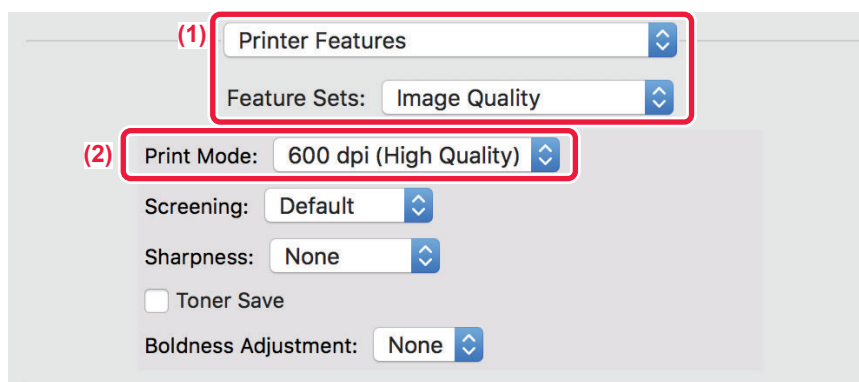 (1) Printer Features
Feature Sets: Image Quality
(2) Print Mode: 600 dpi (High Quality)
Screening: Default
Sharpness: None
Toner Save
Boldness Adjustment: None